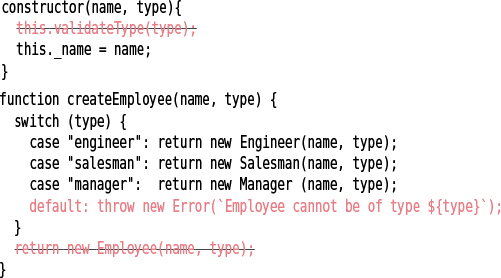 constructor(name, type){
  this.validateType(type);
  this._name = name;
}
function createEmployee(name, type) {
  switch (type) {
    case "engineer": return new Engineer(name, type);
    case "salesman": return new Salesman(name, type);
    case "manager":  return new Manager (name, type);
    default: throw new Error(`Employee cannot be of type ${type}`);
  }
  return new Employee(name, type);
}